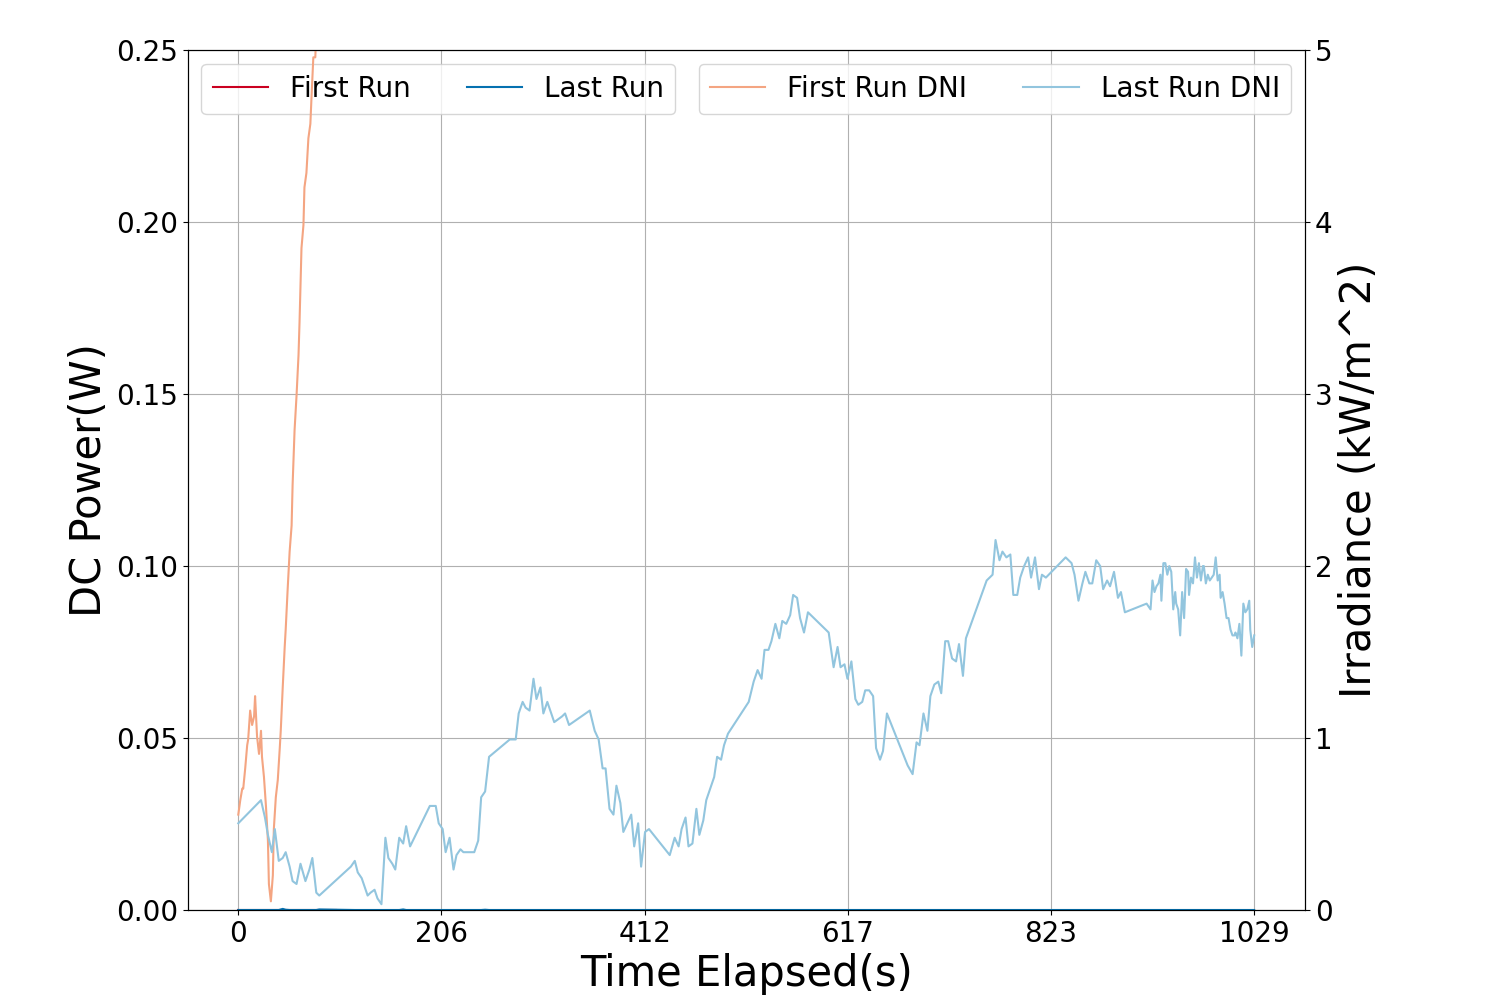 First Run
Last Run
First Run DNI
Last Run DNI
DC Power(W)
0.25
0.20
0.15
0.10
0.05
0.00
5
4
3
2
1
0
Irradiance (kW/m^2)
0 206 412 617 823 1029
Time Elapsed(s)